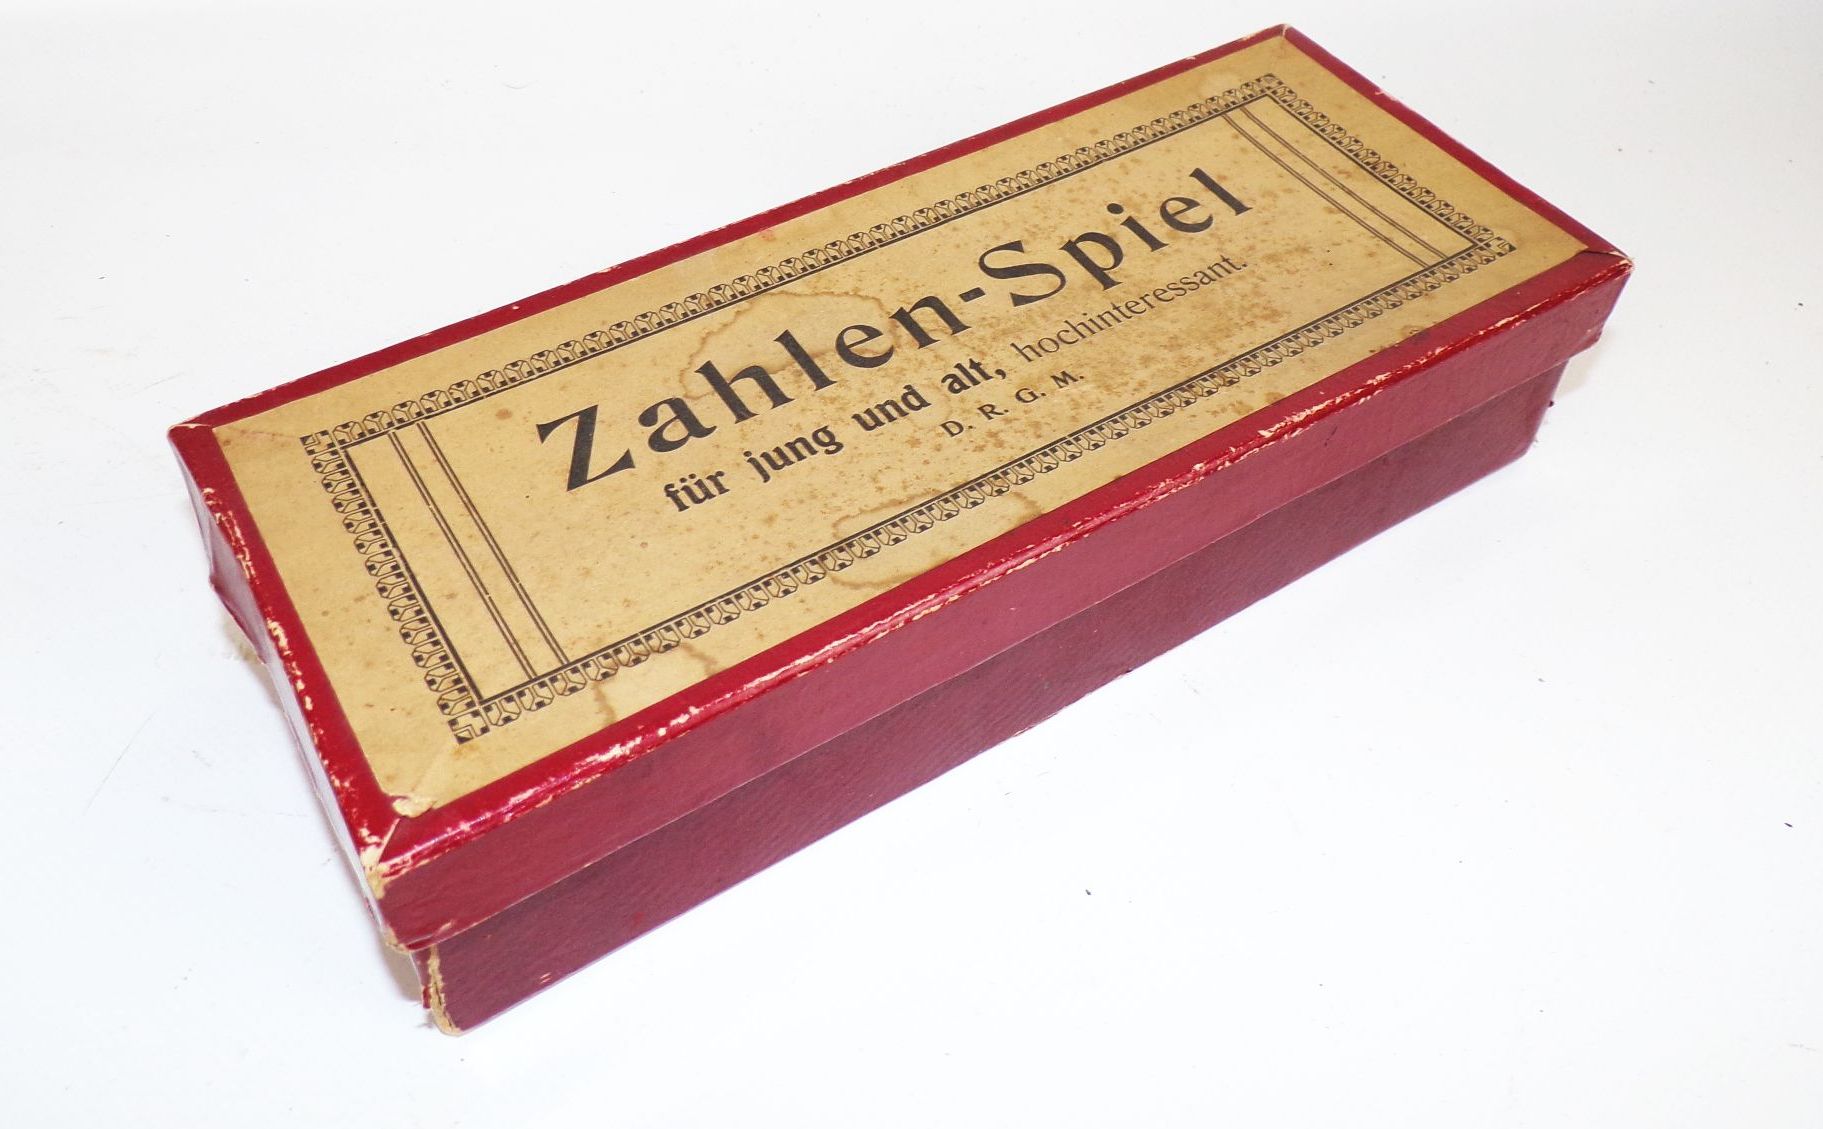 Zahlen-Spiel
für jung und alt, hochinteressant.
D. R. G. M.